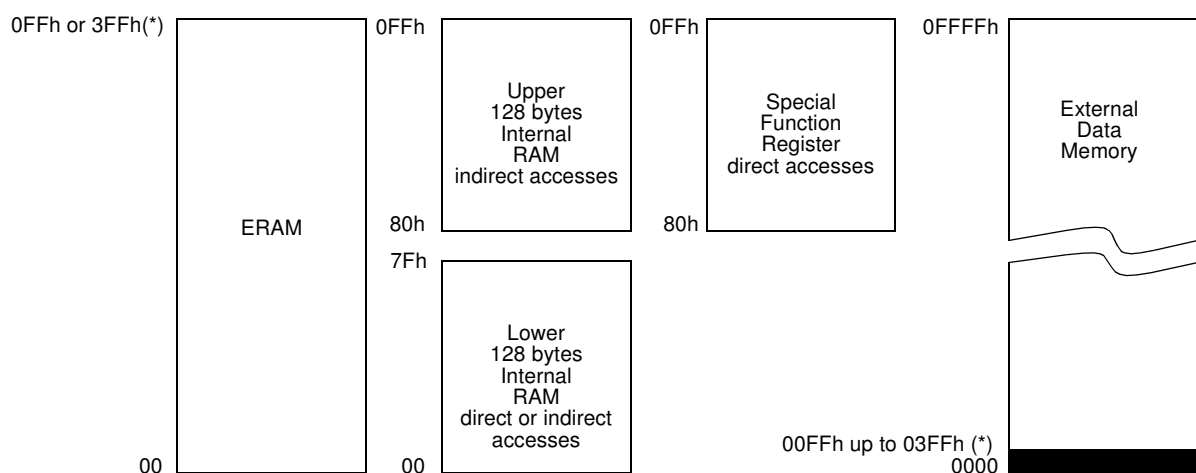 0FFh or 3FFh(*)
ERAM
00
0FFh
Upper
128 bytes
Internal
RAM
indirect accesses
80h
7Fh
Lower
128 bytes
Internal
RAM
direct or indirect
accesses
00
0FFh
Special
Function
Register
direct accesses
80h
0FFFFh
External
Data
Memory
00FFh up to 03FFh (*)
0000